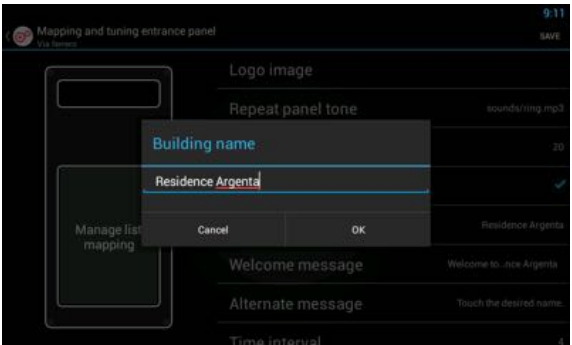 9:11
Mapping and tuning entrance panel
Via ferrero
SAVE
Logo image
Repeat panel tone
sounds/ring.mp3
Building name
20
Residence Argenta
Manage list
mapping
Cancel
OK
Residence Argenta
Welcome message
Welcome to...nce Argenta
Alternate message
Touch the desired name.
Time interval
4